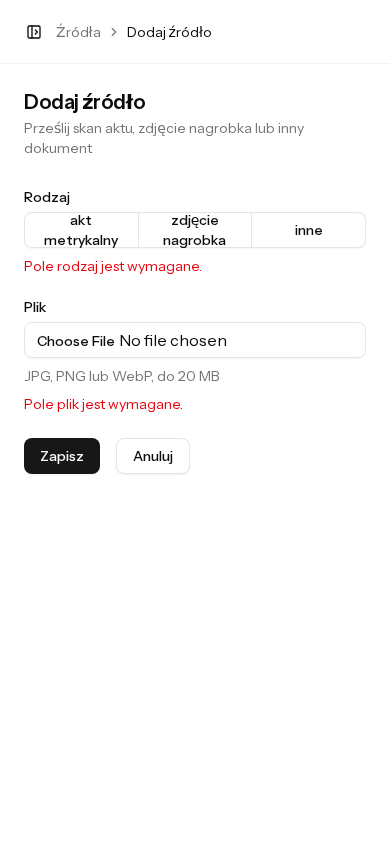 Źródła > Dodaj źródło
Dodaj źródło
Prześlij skan aktu, zdjęcie nagrobka lub inny
dokument
Rodzaj
akt
metrykalny
zdjęcie
nagrobka
inne
Pole rodzaj jest wymagane.
Plik
Choose File No file chosen
JPG, PNG lub WebP, do 20 MB
Pole plik jest wymagane.
Zapisz
Anuluj